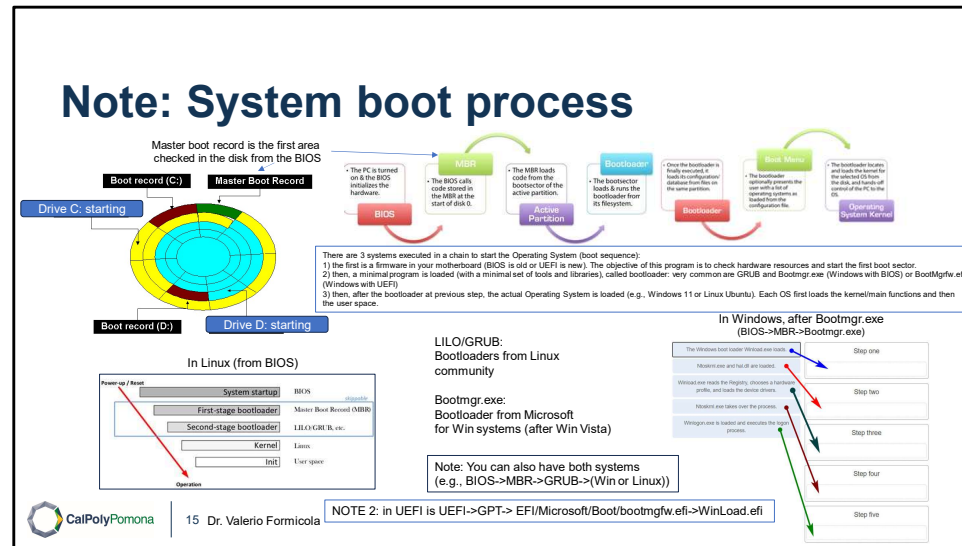 Note: System boot process
Master boot record is the first area
checked in the disk from the BIOS
Boot record (C:)
Master Boot Record
Drive C: starting
Boot record (D:)
Drive D: starting
• The PC is turned
on & the BIOS
initializes the
hardware.
BIOS
MBR
• The BIOS calls
code stored in
the MBR at the
start of disk 0.
• The MBR loads
code from the
bootsector of the
active partition.
Active
Partition
Bootloader
• The bootsector
loads & runs the
bootloader from
its filesystem.
• Once the bootloader is
finally executed, it
loads its configuration/
database from files on
the same partition.
Bootloader
Boot Menu
• The bootloader
optionally presents the
user with a list of
operating systems as
loaded from the
configuration file.
• The bootloader locates
and loads the kernel for
the selected OS from
the disk, and hands-off
control of the PC to the
OS.
Operating
System Kernel
There are 3 systems executed in a chain to start the Operating System (boot sequence):
1) the first is a firmware in your motherboard (BIOS is old or UEFI is new). The objective of this program is to check hardware resources and start the first boot sector.
2) then, a minimal program is loaded (with a minimal set of tools and libraries), called bootloader: very common are GRUB and Bootmgr.exe (Windows with BIOS) or BootMgrfw.efi
(Windows with UEFI)
3) then, after the bootloader at previous step, the actual Operating System is loaded (e.g., Windows 11 or Linux Ubuntu). Each OS first loads the kernel/main functions and then
the user space.
In Linux (from BIOS)
Power-up / Reset
System startup BIOS
skippable
First-stage bootloader Master Boot Record (MBR)
Second-stage bootloader LILO/GRUB, etc.
Kernel Linux
Init User space
Operation
LILO/GRUB:
Bootloaders from Linux
community
Bootmgr.exe:
Bootloader from Microsoft
for Win systems (after Win Vista)
Note: You can also have both systems
(e.g., BIOS->MBR->GRUB->(Win or Linux))
In Windows, after Bootmgr.exe
(BIOS->MBR->Bootmgr.exe)
The Windows boot loader Winload.exe loads.
Ntoskrnl.exe and hal.dll are loaded.
Winload.exe reads the Registry, chooses a hardware
profile, and loads the device drivers.
Ntoskrnl.exe takes over the process.
Winlogon.exe is loaded and executes the logon
process.
Step one
Step two
Step three
Step four
Step five
CalPolyPomona
15 Dr. Valerio Formicola
NOTE 2: in UEFI is UEFI->GPT-> EFI/Microsoft/Boot/bootmgfw.efi->WinLoad.efi